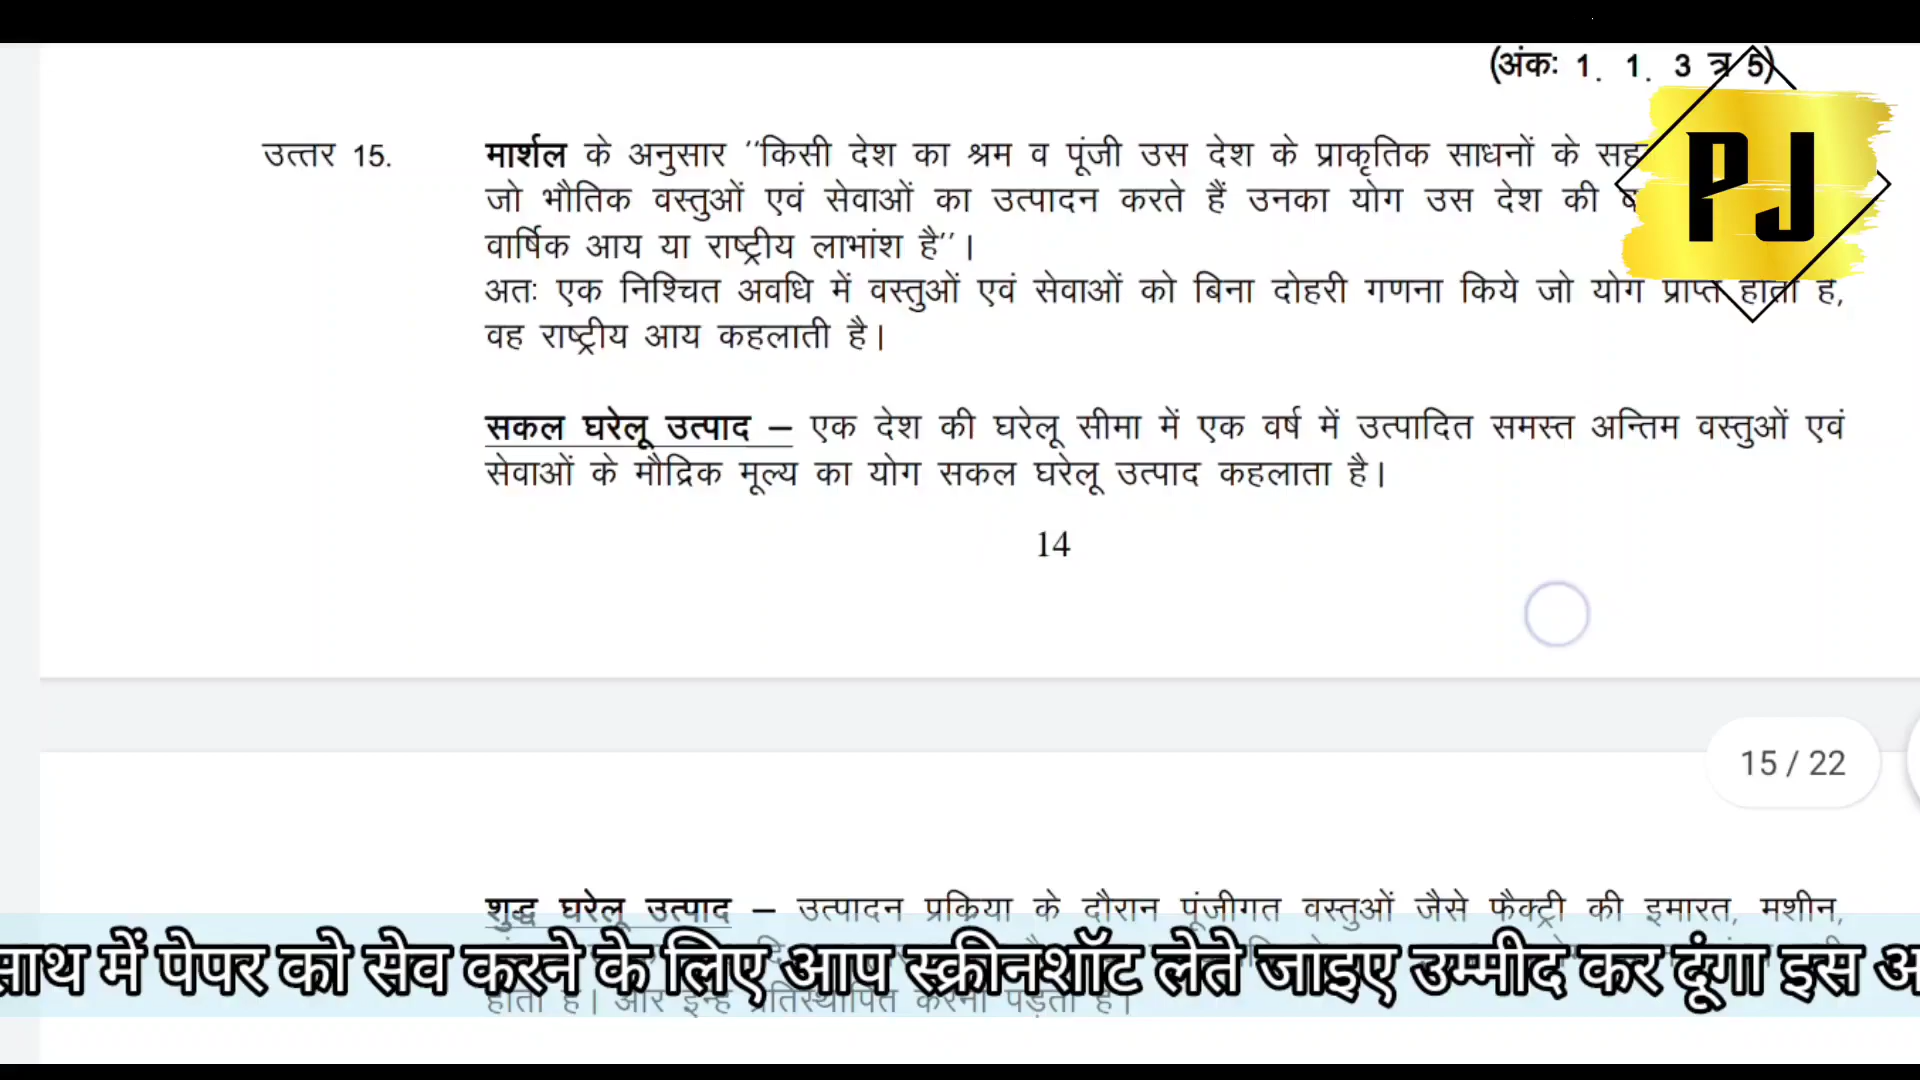 (अंकः 1. 1. 3 त्र 5)
PJ
उत्तर 15. मार्शल के अनुसार ′′किसी देश का श्रम व पूंजी उस देश के प्राकृतिक साधनों के
जो भौतिक वस्तुओं एवं सेवाओं का उत्पादन करते हैं उनका योग उस देश की
वार्षिक आय या राष्ट्रीय लाभांश है′′।
अतः एक निश्चित अवधि में वस्तुओं एवं सेवाओं को बिना दोहरी गणना किये जो योग प्राप्त होता है,
वह राष्ट्रीय आय कहलाती है।
सकल घरेलू उत्पाद – एक देश की घरेलू सीमा में एक वर्ष में उत्पादित समस्त अन्तिम वस्तुओं एवं
सेवाओं के मौद्रिक मूल्य का योग सकल घरेलू उत्पाद कहलाता है।
14
15 / 22
शुद्ध घरेलू उत्पाद – उत्पादन प्रक्रिया के दौरान पूंजीगत वस्तुओं जैसे फैक्ट्री की इमारत, मशीन,
साथ में पेपर को सेव करने के लिए आप स्क्रीनशॉट लेते जाइए उम्मीद कर दूंगा इस
होता है। और इन्हें प्रतिस्थापित करना पड़ता है।